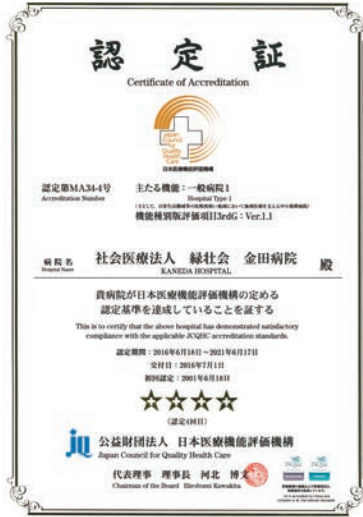 認定証
Certificate of Accreditation
Japan
Council
for
Quality
Health
Care
日本医療機能評価機構
認定第MA34-4号 主たる機能：一般病院1
Accreditation Number Hospital Type 1
機能種別版評価項目3rdG：Ver.1.1
病院名 社会医療法人 緑壮会 金田病院 殿
Hospital Name KANEDA HOSPITAL
貴病院が日本医療機能評価機構の定める
認定基準を達成していることを証する
This is to certify that the above hospital has demonstrated satisfactory
compliance with the applicable JCQHC accreditation standards.
認定期間：2016年6月18日～2021年6月17日
交付日：2016年7月1日
初回認定：2001年6月18日
（認定4回目）
jq 公益財団法人 日本医療機能評価機構
Japan Council for Quality Health Care
代表理事 理事長 河北 博文
Chairman of the Board Hirobumi Kawakita